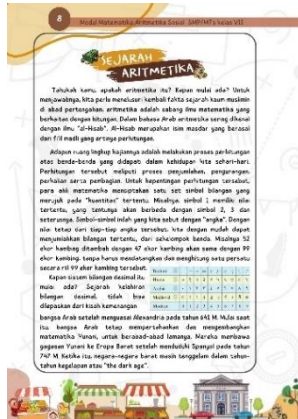 8
Modul Matematika Aritmetika Sosial SMP/MTs kelas VII
SEJARAH
ARITMETIKA
Tahukah kamu, apakah aritmetika itu? Kapan mulai ada? Untuk
menjawabnya, kita perlu menelusuri kembali fakta sejarah kaum muslimin
di abad pertengahan. aritmetika adalah cabang ilmu matematika yang
berkaitan dengan hitungan. Dalam bahasa Arab aritmetika sering dikenal
dengan ilmu "al-Hisab". Al-Hisab merupakan isim masdar yang berasal
dari fi'il madli yang artinya perhitungan.
Adapun ruang lingkup kajiannya adalah melakukan proses perhitungan
atas benda-benda yang didapati dalam kehidupan kita sehari-hari.
Perhitungan tersebut meliputi proses penjumlahan, pengurangan,
perkalian serta pembagian. Untuk kepentingan perhitungan tersebut,
para ahli matematika menciptakan satu set simbol bilangan yang
merujuk pada "kuantitas" tertentu. Misalnya, simbol 1 memiliki nilai
tertentu, yang tentunya akan berbeda dengan simbol 2, 3 dan
seterusnya. Simbol-simbol inilah yang kita sebut dengan "angka". Dengan
nilai tetap dari tiap-tiap angka tersebut, kita dengan mudah dapat
menjumlahkan bilangan tertentu, dari sekelompok benda. Misalnya 52
ekor kambing ditambah dengan 47 ekor kambing akan sama dengan 99
ekor kambing, tanpa harus mendatangkan dan menghitung satu persatu
secara riil 99 ekor kambing tersebut.
Kapan sistem bilangan desimal itu
mulai ada? Sejarah kelahiran
bilangan desimal, tidak bisa
dilepaskan dari kisah kemenangan
bangsa Arab setelah menguasai Alexandria pada tahun 641 M. Mulai saat
itu bangsa Arab tetap mempertahankan dan mengembangkan
matematika Yunani, untuk berabad-abad lamanya. Mereka membawa
gagasan Yunani ke Eropa Barat setelah menduduki Spanyol pada tahun
747 M. Ketika itu, negara-negara barat masih tenggelam dalam tahun-
tahun kegelapan atau "the dark age".